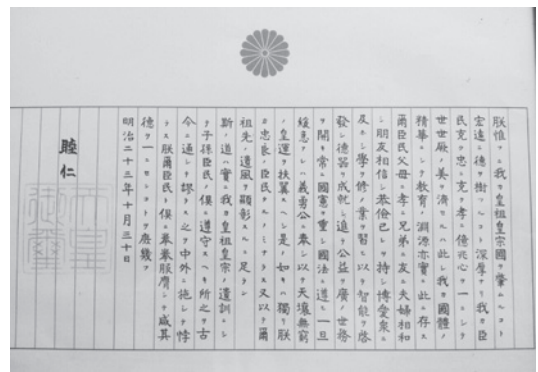 朕惟フニ我カ皇祖皇宗國ヲ肇ムルコト
宏遠ニ德ヲ樹ツルコト深厚ナリ我カ臣
民克ク忠ニ克ク孝ニ億兆心ヲ一ニシテ
世世厥ノ美ヲ濟セルハ此レ我カ國體ノ
精華ニシテ教育ノ淵源亦實ニ此ニ存ス
爾臣民父母ニ孝ニ兄弟ニ友ニ夫婦相和
シ朋友相信シ恭儉己レヲ持シ博愛衆ニ
及ホシ學ヲ修メ業ヲ習ヒ以テ智能ヲ啓
發シ德器ヲ成就シ進テ公益ヲ廣メ世務
ヲ開キ常ニ國憲ヲ重シ國法ニ遵ヒ一旦
緩急アレハ義勇公ニ奉シ以テ天壤無窮
ノ皇運ヲ扶翼スヘシ是ノ如キハ獨リ朕
カ忠良ノ臣民タルノミナラス又以テ爾
祖先ノ遺風ヲ顯彰スルニ足ラン
斯ノ道ハ實ニ我カ皇祖皇宗ノ遺訓ニシ
テ子孫臣民ノ俱ニ遵守スヘキ所之ヲ古
今ニ通シテ謬ラス之ヲ中外ニ施シテ悖
ラス朕爾臣民ト俱ニ拳拳服膺シテ咸其
德ヲ一ニセンコトヲ庶幾フ
明治二十三年十月三十日
睦仁
天皇
御璽